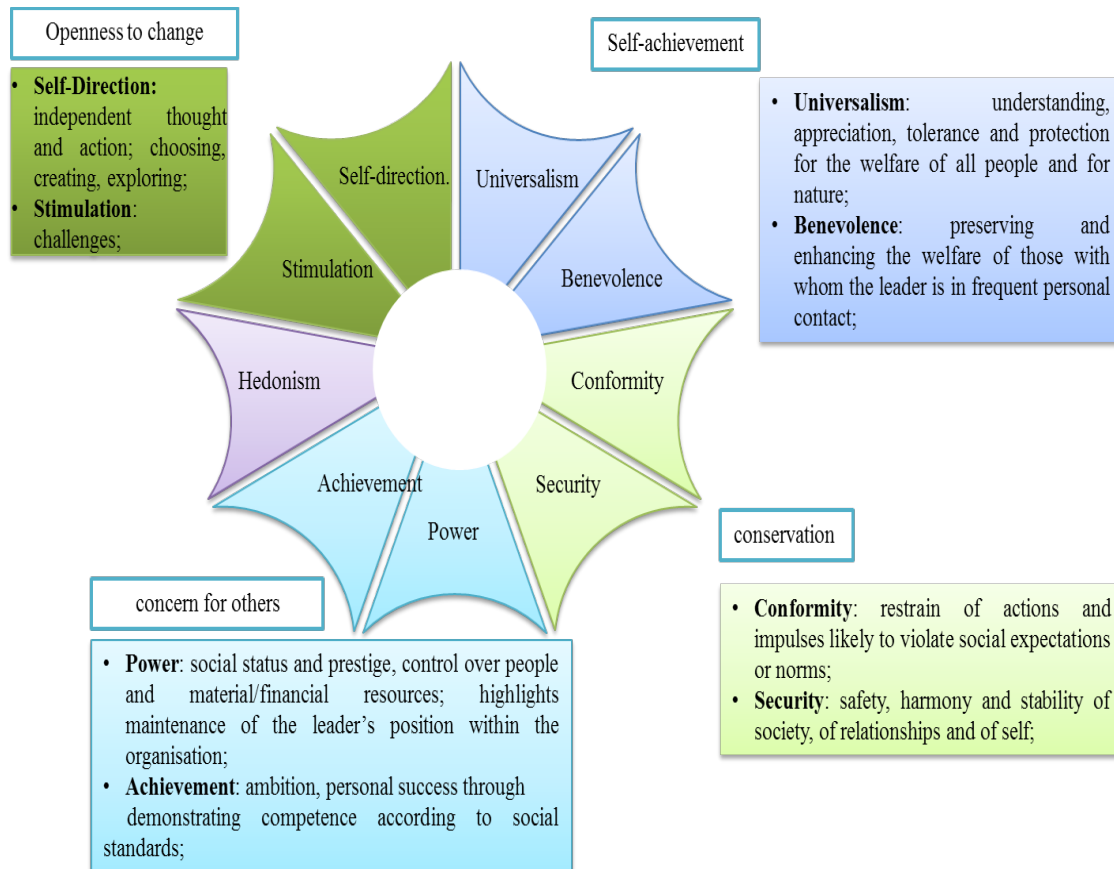 Openness to change
• Self-Direction:
independent thought
and action; choosing,
creating, exploring;
• Stimulation:
challenges;
Self-achievement
• Universalism: understanding,
appreciation, tolerance and protection
for the welfare of all people and for
nature;
• Benevolence: preserving and
enhancing the welfare of those with
whom the leader is in frequent personal
contact;
Self-direction.
Universalism
Stimulation
Benevolence
Hedonism
Conformity
Achievement
Security
Power
conservation
• Conformity: restrain of actions and
impulses likely to violate social expectations
or norms;
• Security: safety, harmony and stability of
society, of relationships and of self;
concern for others
• Power: social status and prestige, control over people
and material/financial resources; highlights
maintenance of the leader's position within the
organisation;
• Achievement: ambition, personal success through
demonstrating competence according to social
standards;